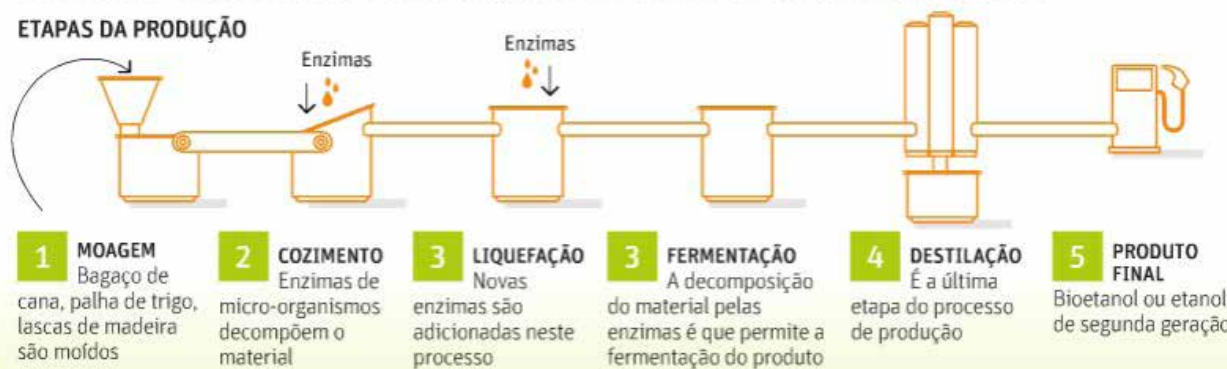 ETAPAS DA PRODUÇÃO
Enzimas
Enzimas
1 MOAGEM
Bagaço de
cana, palha de trigo,
lascas de madeira
são moídos
2 COZIMENTO
Enzimas de
micro-organismos
decompõem o
material
3 LIQUEFAÇÃO
Novas
enzimas são
adicionadas neste
processo
3 FERMENTAÇÃO
A decomposição
do material pelas
enzimas é que permite a
fermentação do produto
4 DESTILAÇÃO
É a última
etapa do processo
de produção
5 PRODUTO
FINAL
Bioetanol ou etanol
de segunda geração